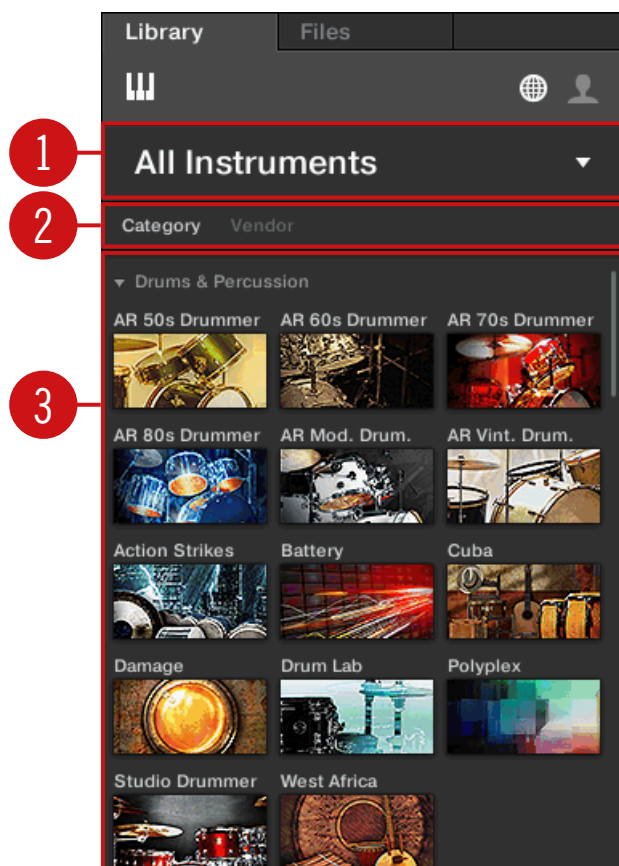 Library Files
1 All Instruments
2 Category Vendor
3
Drums & Percussion
AR 50s Drummer AR 60s Drummer AR 70s Drummer
AR 80s Drummer AR Mod. Drum. AR Vint. Drum.
Action Strikes Battery Cuba
Damage Drum Lab Polyplex
Studio Drummer West Africa